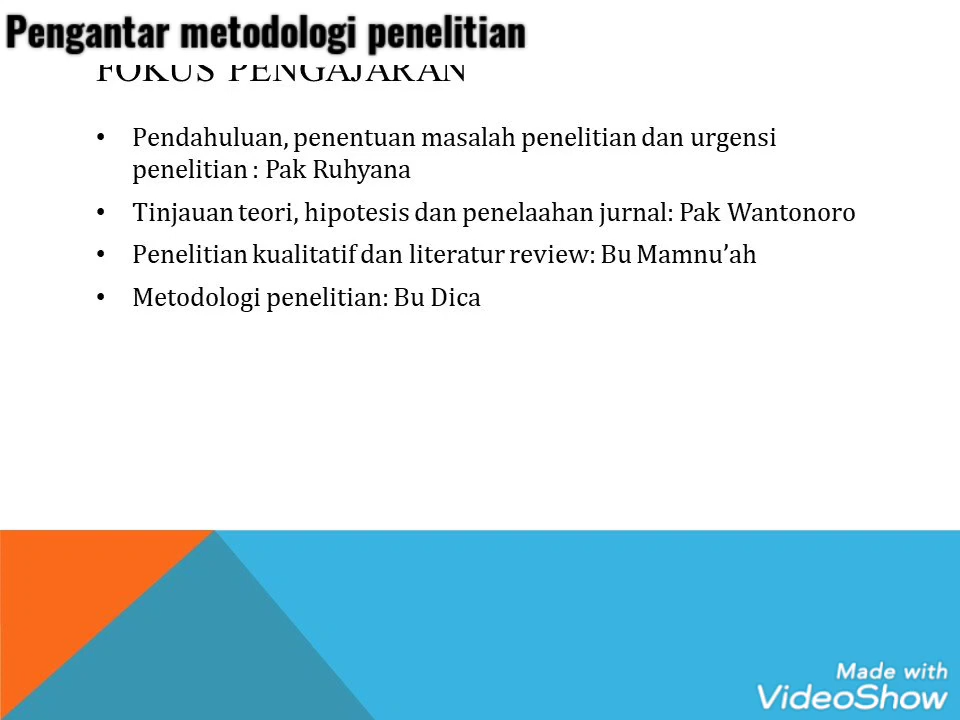 Pengantar metodologi penelitian
FOKUS PENGAJARAN
• Pendahuluan, penentuan masalah penelitian dan urgensi
penelitian : Pak Ruhyana
• Tinjauan teori, hipotesis dan penelaahan jurnal: Pak Wantonoro
• Penelitian kualitatif dan literatur review: Bu Mamnu’ah
• Metodologi penelitian: Bu Dica
Made with
VideoShow